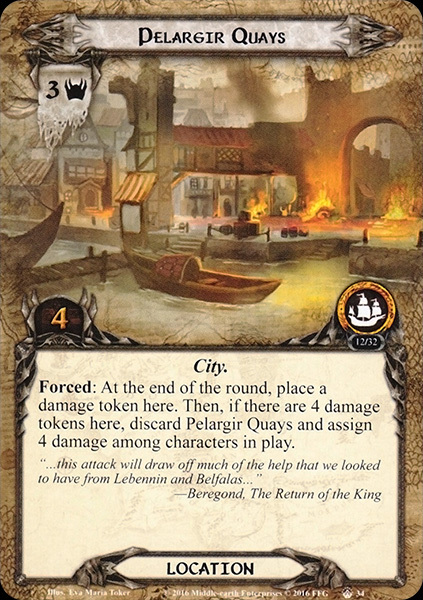 Pelargir Quays
3
4
12/32
City.
Forced: At the end of the round, place a
damage token here. Then, if there are 4 damage
tokens here, discard Pelargir Quays and assign
4 damage among characters in play.
“...this attack will draw off much of the help that we looked
to have from Lebennin and Belfalas...”
—Beregond, The Return of the King
Location
Illus. Eva Maria Toker © 2016 Middle-earth Enterprises © 2016 FFG 34